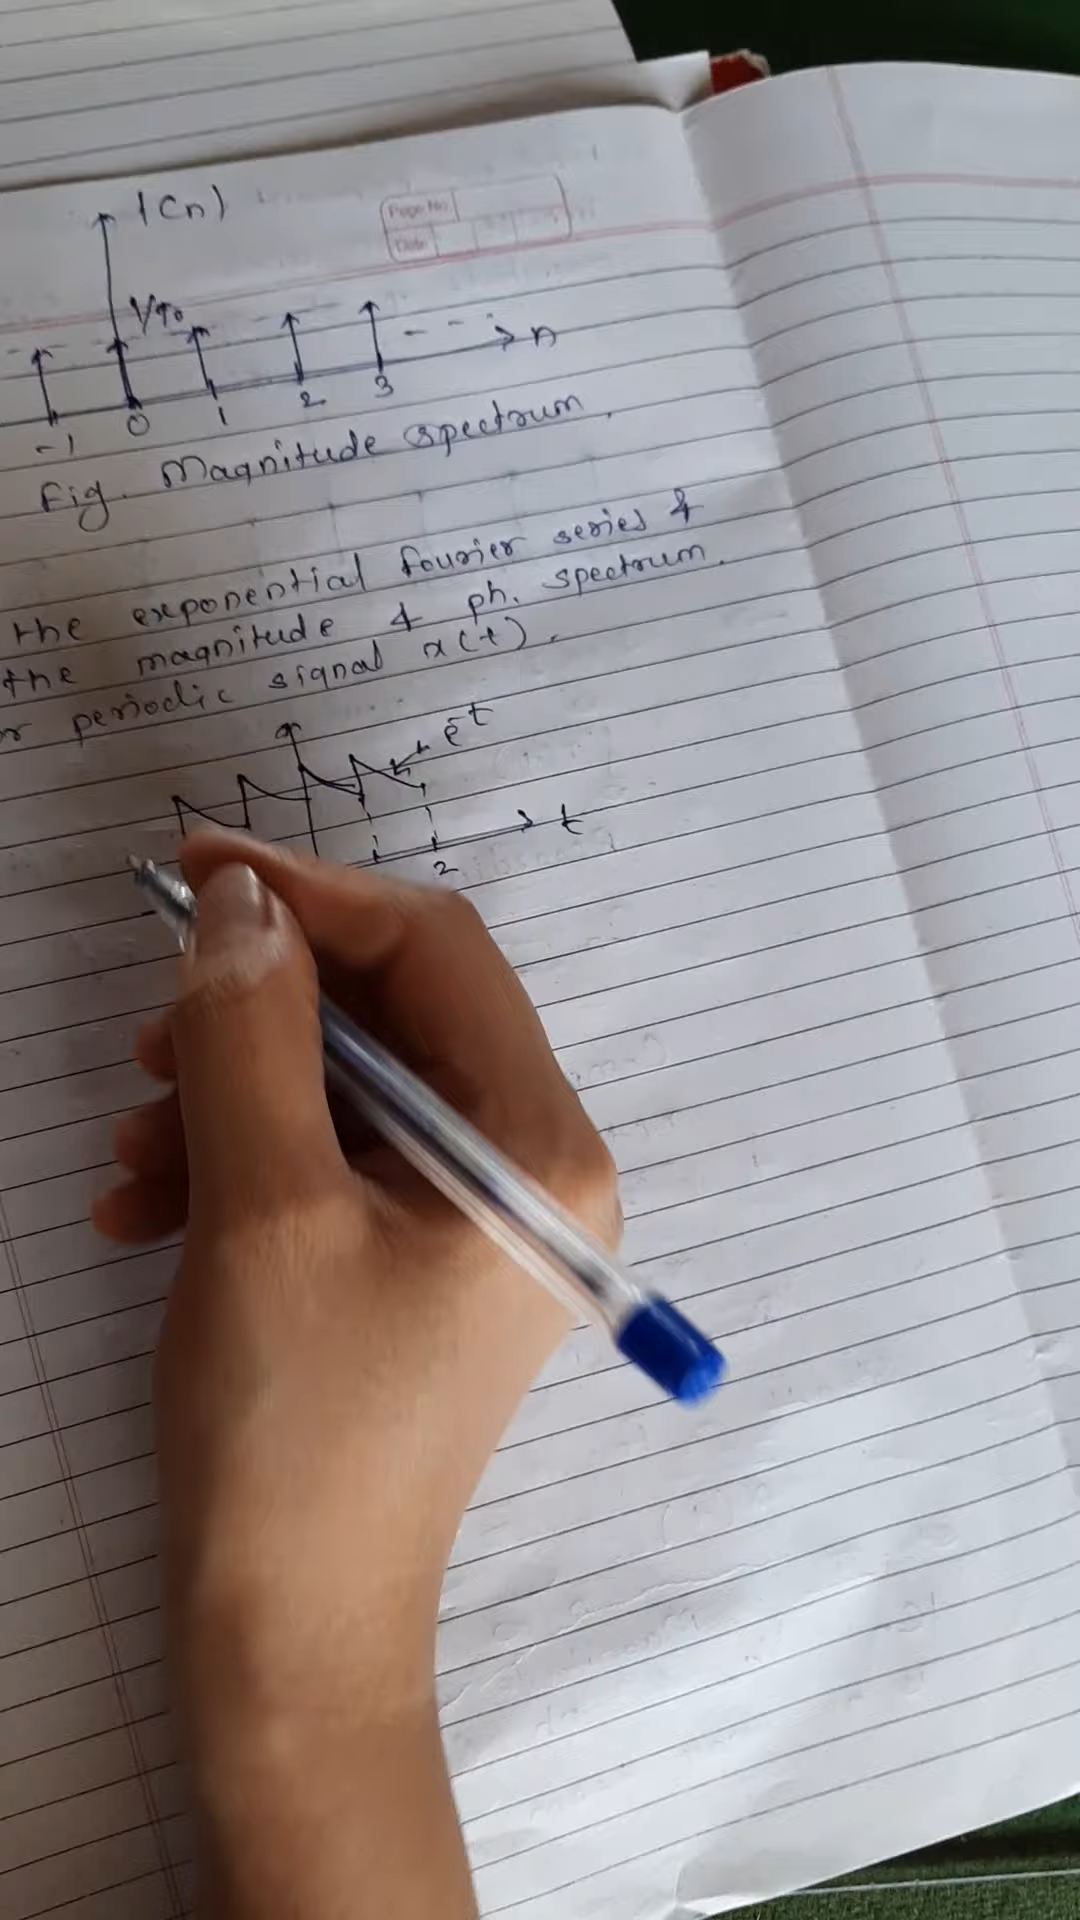 |Cn|
Page No.
Date
1/T0
n
-1 0 1 2 3
Fig. Magnitude spectrum.
the exponential fourier series &
the magnitude & ph. spectrum.
periodic signal x(t).
e-t
t
2